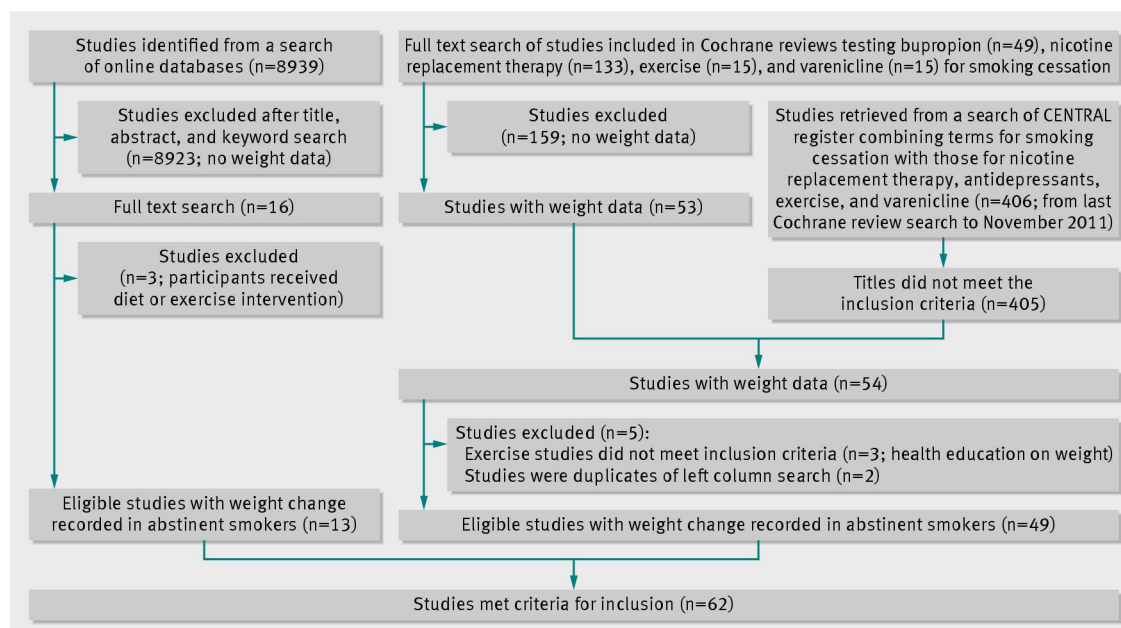 Studies identified from a search
of online databases (n=8939)
Studies excluded after title,
abstract, and keyword search
(n=8923; no weight data)
Full text search (n=16)
Studies excluded
(n=3; participants received
diet or exercise intervention)
Eligible studies with weight change
recorded in abstinent smokers (n=13)
Full text search of studies included in Cochrane reviews testing bupropion (n=49), nicotine
replacement therapy (n=133), exercise (n=15), and varenicline (n=15) for smoking cessation
Studies excluded
(n=159; no weight data)
Studies with weight data (n=53)
Studies retrieved from a search of CENTRAL
register combining terms for smoking
cessation with those for nicotine
replacement therapy, antidepressants,
exercise, and varenicline (n=406; from last
Cochrane review search to November 2011)
Titles did not meet the
inclusion criteria (n=405)
Studies with weight data (n=54)
Studies excluded (n=5):
Exercise studies did not meet inclusion criteria (n=3; health education on weight)
Studies were duplicates of left column search (n=2)
Eligible studies with weight change recorded in abstinent smokers (n=49)
Studies met criteria for inclusion (n=62)